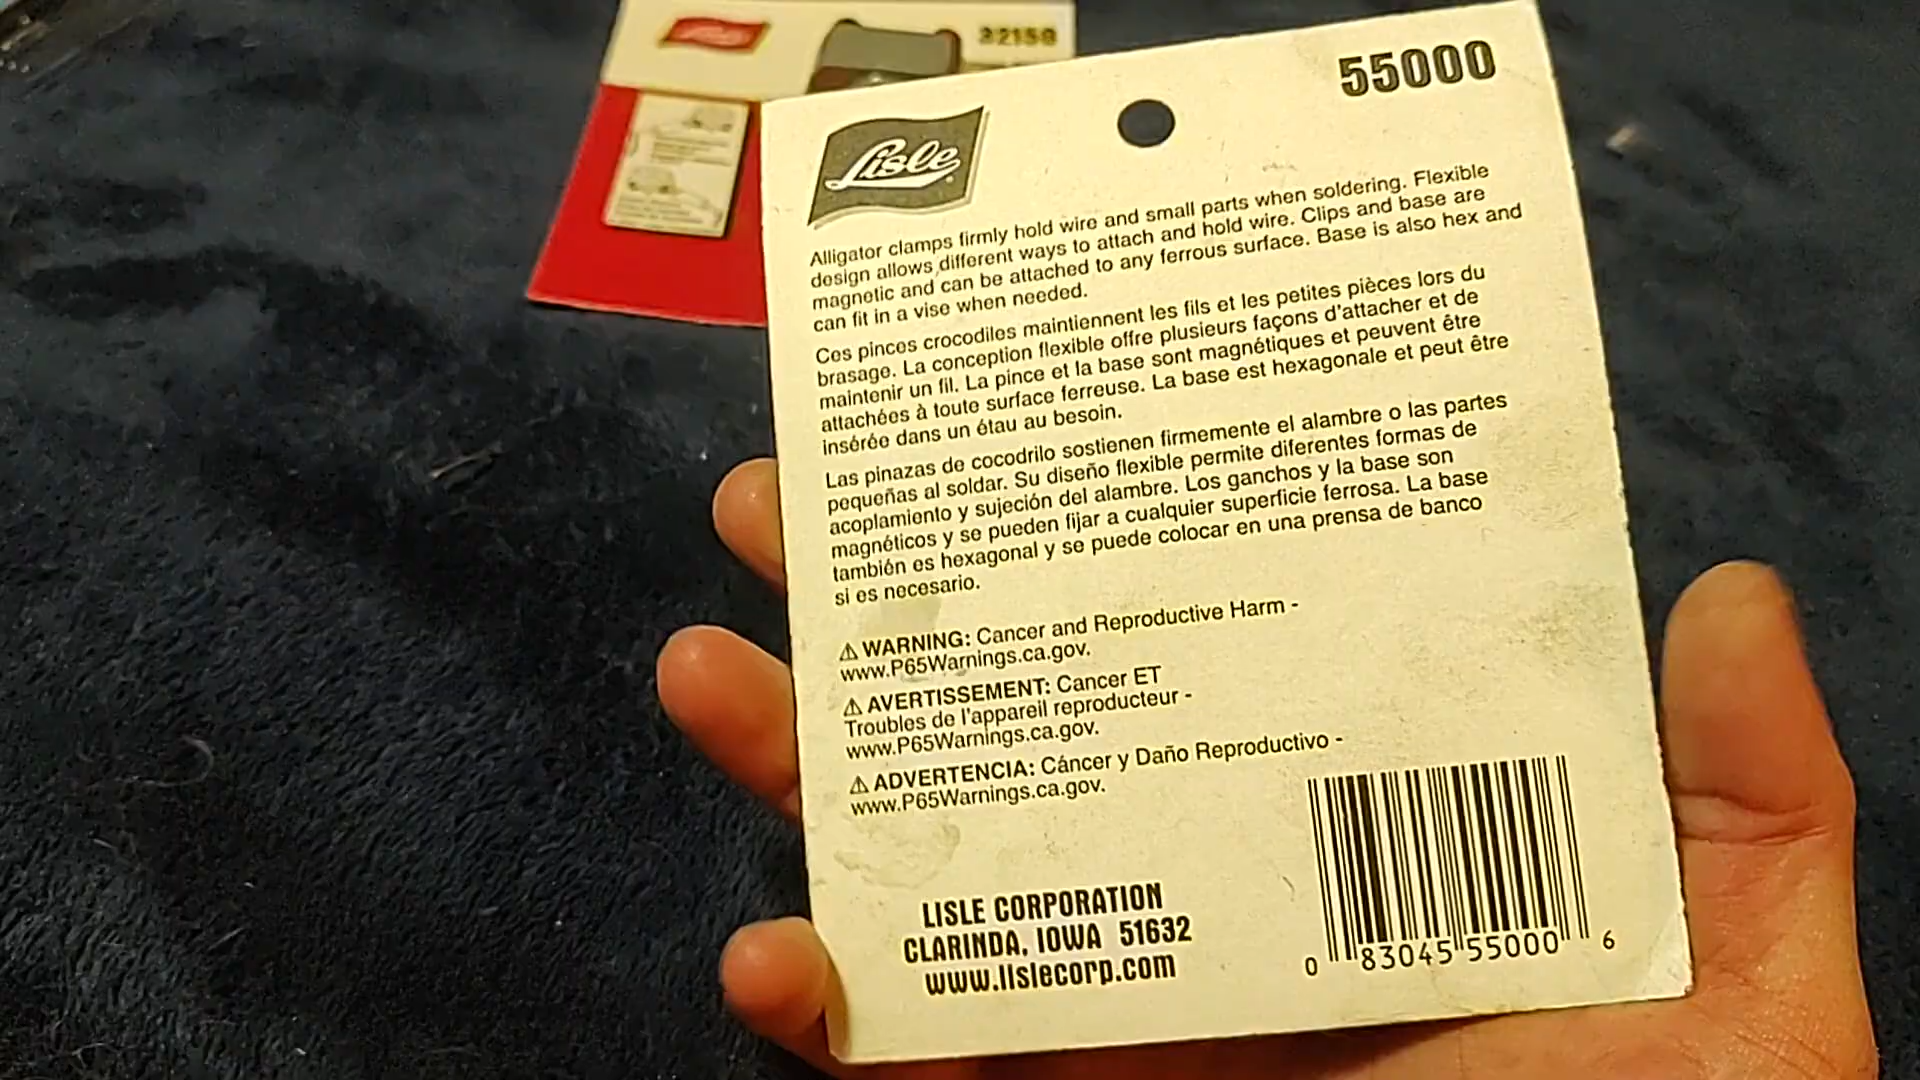 Lisle
32150
55000
Lisle
Alligator clamps firmly hold wire and small parts when soldering. Flexible
design allows different ways to attach and hold wire. Clips and base are
magnetic and can be attached to any ferrous surface. Base is also hex and
can fit in a vise when needed.
Ces pinces crocodiles maintiennent les fils et les petites pièces lors du
brasage. La conception flexible offre plusieurs façons d'attacher et de
maintenir un fil. La pince et la base sont magnétiques et peuvent être
attachées à toute surface ferreuse. La base est hexagonale et peut être
insérée dans un étau au besoin.
Las pinazas de cocodrilo sostienen firmemente el alambre o las partes
pequeñas al soldar. Su diseño flexible permite diferentes formas de
acoplamiento y sujeción del alambre. Los ganchos y la base son
magnéticos y se pueden fijar a cualquier superficie ferrosa. La base
también es hexagonal y se puede colocar en una prensa de banco
si es necesario.
⚠ WARNING: Cancer and Reproductive Harm -
www.P65Warnings.ca.gov.
⚠ AVERTISSEMENT: Cancer ET
Troubles de l'appareil reproducteur -
www.P65Warnings.ca.gov.
⚠ ADVERTENCIA: Cáncer y Daño Reproductivo -
www.P65Warnings.ca.gov.
LISLE CORPORATION
CLARINDA, IOWA 51632
www.lislecorp.com
0 83045 55000 6